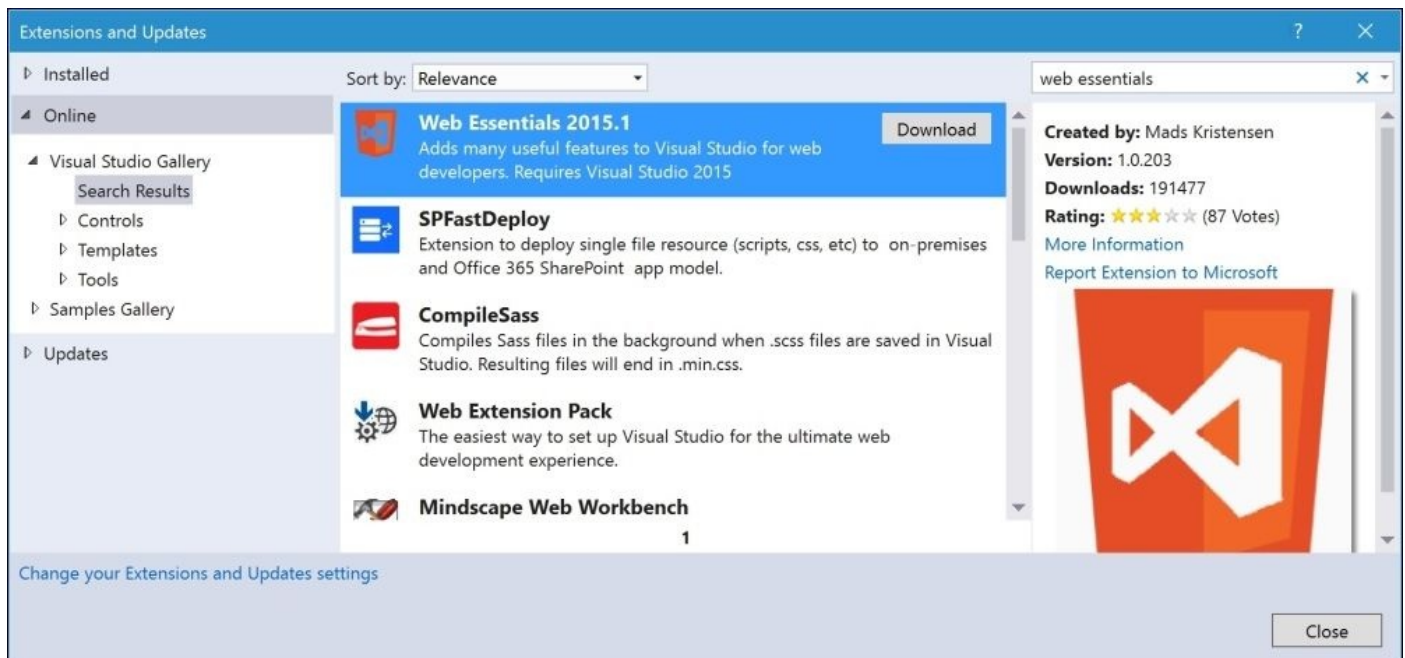 Extensions and Updates
?
Installed
Online
Visual Studio Gallery
Search Results
Controls
Templates
Tools
Samples Gallery
Updates
Sort by: Relevance
Web Essentials 2015.1
Download
Adds many useful features to Visual Studio for web
developers. Requires Visual Studio 2015
SPFastDeploy
Extension to deploy single file resource (scripts, css, etc) to on-premises
and Office 365 SharePoint app model.
CompileSass
Compiles Sass files in the background when .scss files are saved in Visual
Studio. Resulting files will end in .min.css.
Web Extension Pack
The easiest way to set up Visual Studio for the ultimate web
development experience.
Mindscape Web Workbench
1
web essentials
Created by: Mads Kristensen
Version: 1.0.203
Downloads: 191477
Rating: (87 Votes)
More Information
Report Extension to Microsoft
Change your Extensions and Updates settings
Close